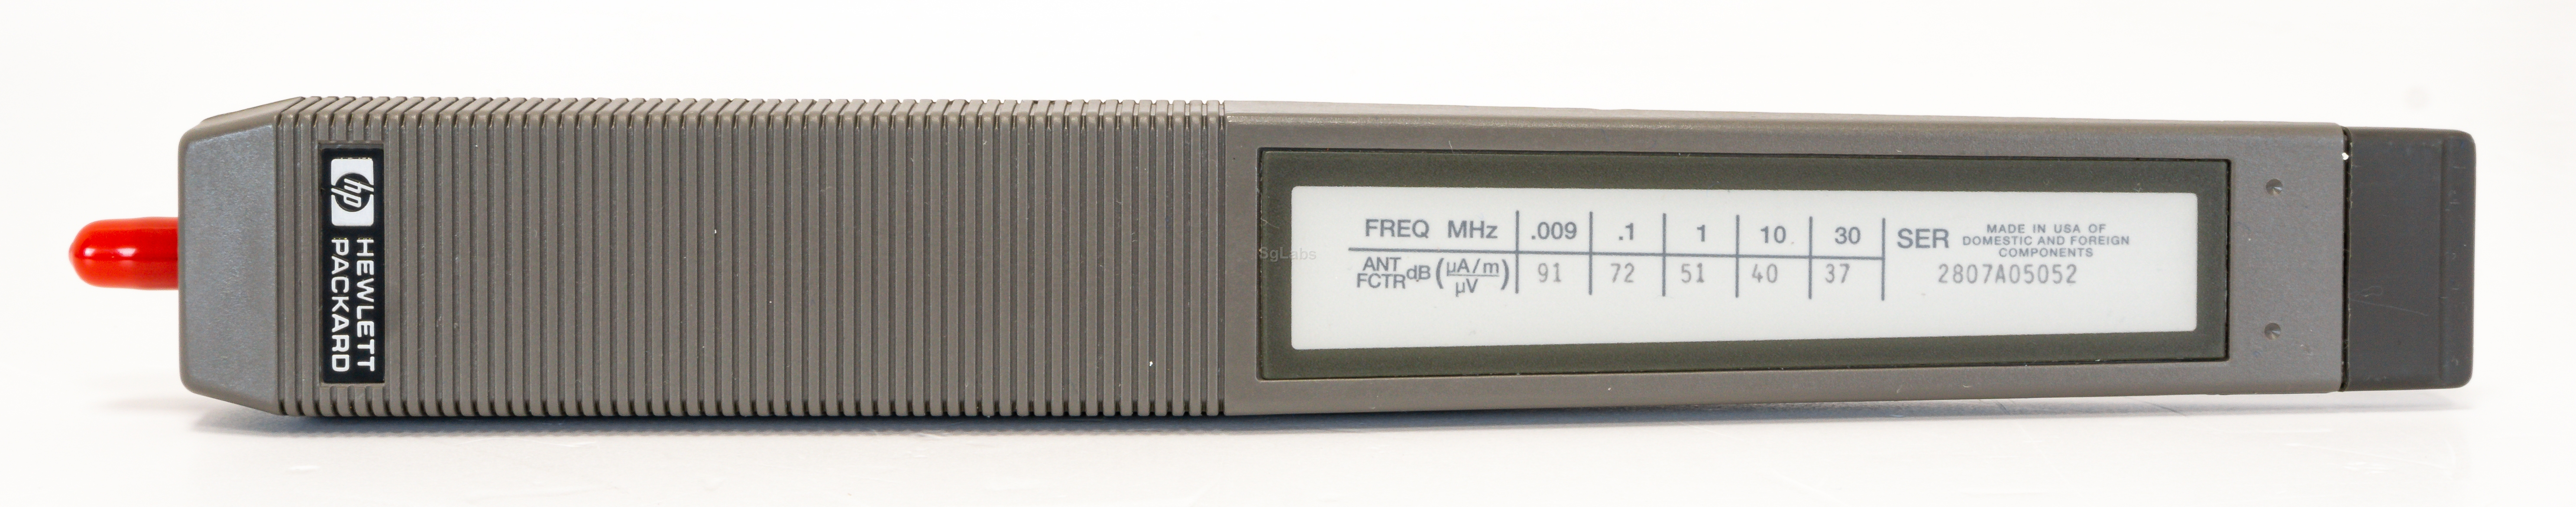 hp HEWLETT
PACKARD
SgLabs
FREQ MHz .009 .1 1 10 30
ANT FCTR dB (µA/m / µV) 91 72 51 40 37
SER MADE IN USA OF
DOMESTIC AND FOREIGN
COMPONENTS
2807A05052